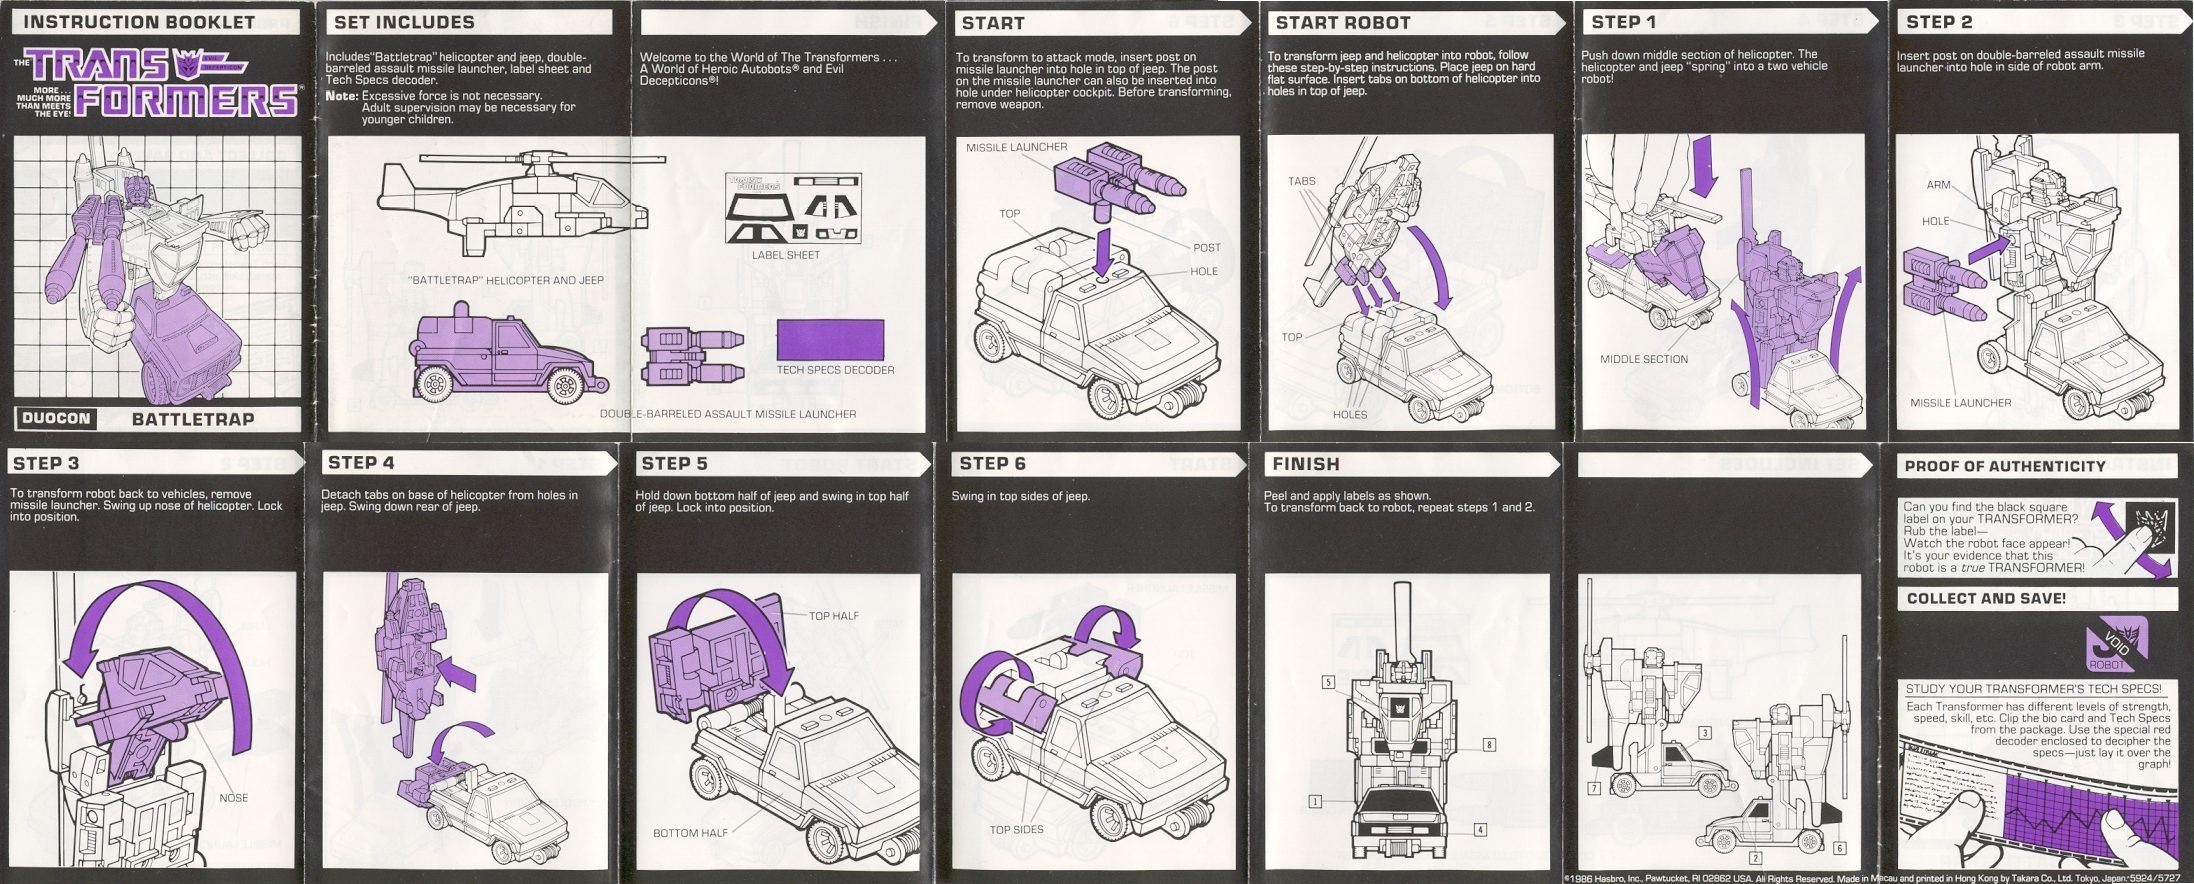 INSTRUCTION BOOKLET
THE TRANSFORMERS®
EVIL
DECEPTICON
MORE...
MUCH MORE
THAN MEETS
THE EYE!
DUOCON BATTLETRAP
SET INCLUDES
Includes "Battletrap" helicopter and jeep, double-
barreled assault missile launcher, label sheet and
Tech Specs decoder.
Note: Excessive force is not necessary.
Adult supervision may be necessary for
younger children.
"BATTLETRAP" HELICOPTER AND JEEP
Welcome to the World of The Transformers . . .
A World of Heroic Autobots® and Evil
Decepticons®!
TRANSFORMERS
LABEL SHEET
TECH SPECS DECODER
DOUBLE-BARRELED ASSAULT MISSILE LAUNCHER
START
To transform to attack mode, insert post on
missile launcher into hole in top of jeep. The post
on the missile launcher can also be inserted into
hole under helicopter cockpit. Before transforming,
remove weapon.
MISSILE LAUNCHER
TOP
POST
HOLE
START ROBOT
To transform jeep and helicopter into robot, follow
these step-by-step instructions. Place jeep on hard
flat surface. Insert tabs on bottom of helicopter into
holes in top of jeep.
TABS
TOP
HOLES
STEP 1
Push down middle section of helicopter. The
helicopter and jeep "spring" into a two vehicle
robot!
MIDDLE SECTION
STEP 2
Insert post on double-barreled assault missile
launcher into hole in side of robot arm.
ARM
HOLE
MISSILE LAUNCHER
STEP 3
To transform robot back to vehicles, remove
missile launcher. Swing up nose of helicopter. Lock
into position.
NOSE
STEP 4
Detach tabs on base of helicopter from holes in
jeep. Swing down rear of jeep.
STEP 5
Hold down bottom half of jeep and swing in top half
of jeep. Lock into position.
TOP HALF
BOTTOM HALF
STEP 6
Swing in top sides of jeep.
TOP SIDES
FINISH
Peel and apply labels as shown.
To transform back to robot, repeat steps 1 and 2.
5
8
1
4
3
7
2
6
PROOF OF AUTHENTICITY
Can you find the black square
label on your TRANSFORMER?
Rub the label—
Watch the robot face appear!
It's your evidence that this
robot is a true TRANSFORMER!
COLLECT AND SAVE!
VOID
ROBOT
STUDY YOUR TRANSFORMER'S TECH SPECS!
Each Transformer has different levels of strength,
speed, skill, etc. Clip the bio card and Tech Specs
from the package. Use the special red
decoder enclosed to decipher the
specs—just lay it over the
graph!
©1986 Hasbro, Inc., Pawtucket, RI 02862 USA. All Rights Reserved. Made in Macau and printed in Hong Kong by Takara Co., Ltd. Tokyo, Japan. 5924/5727